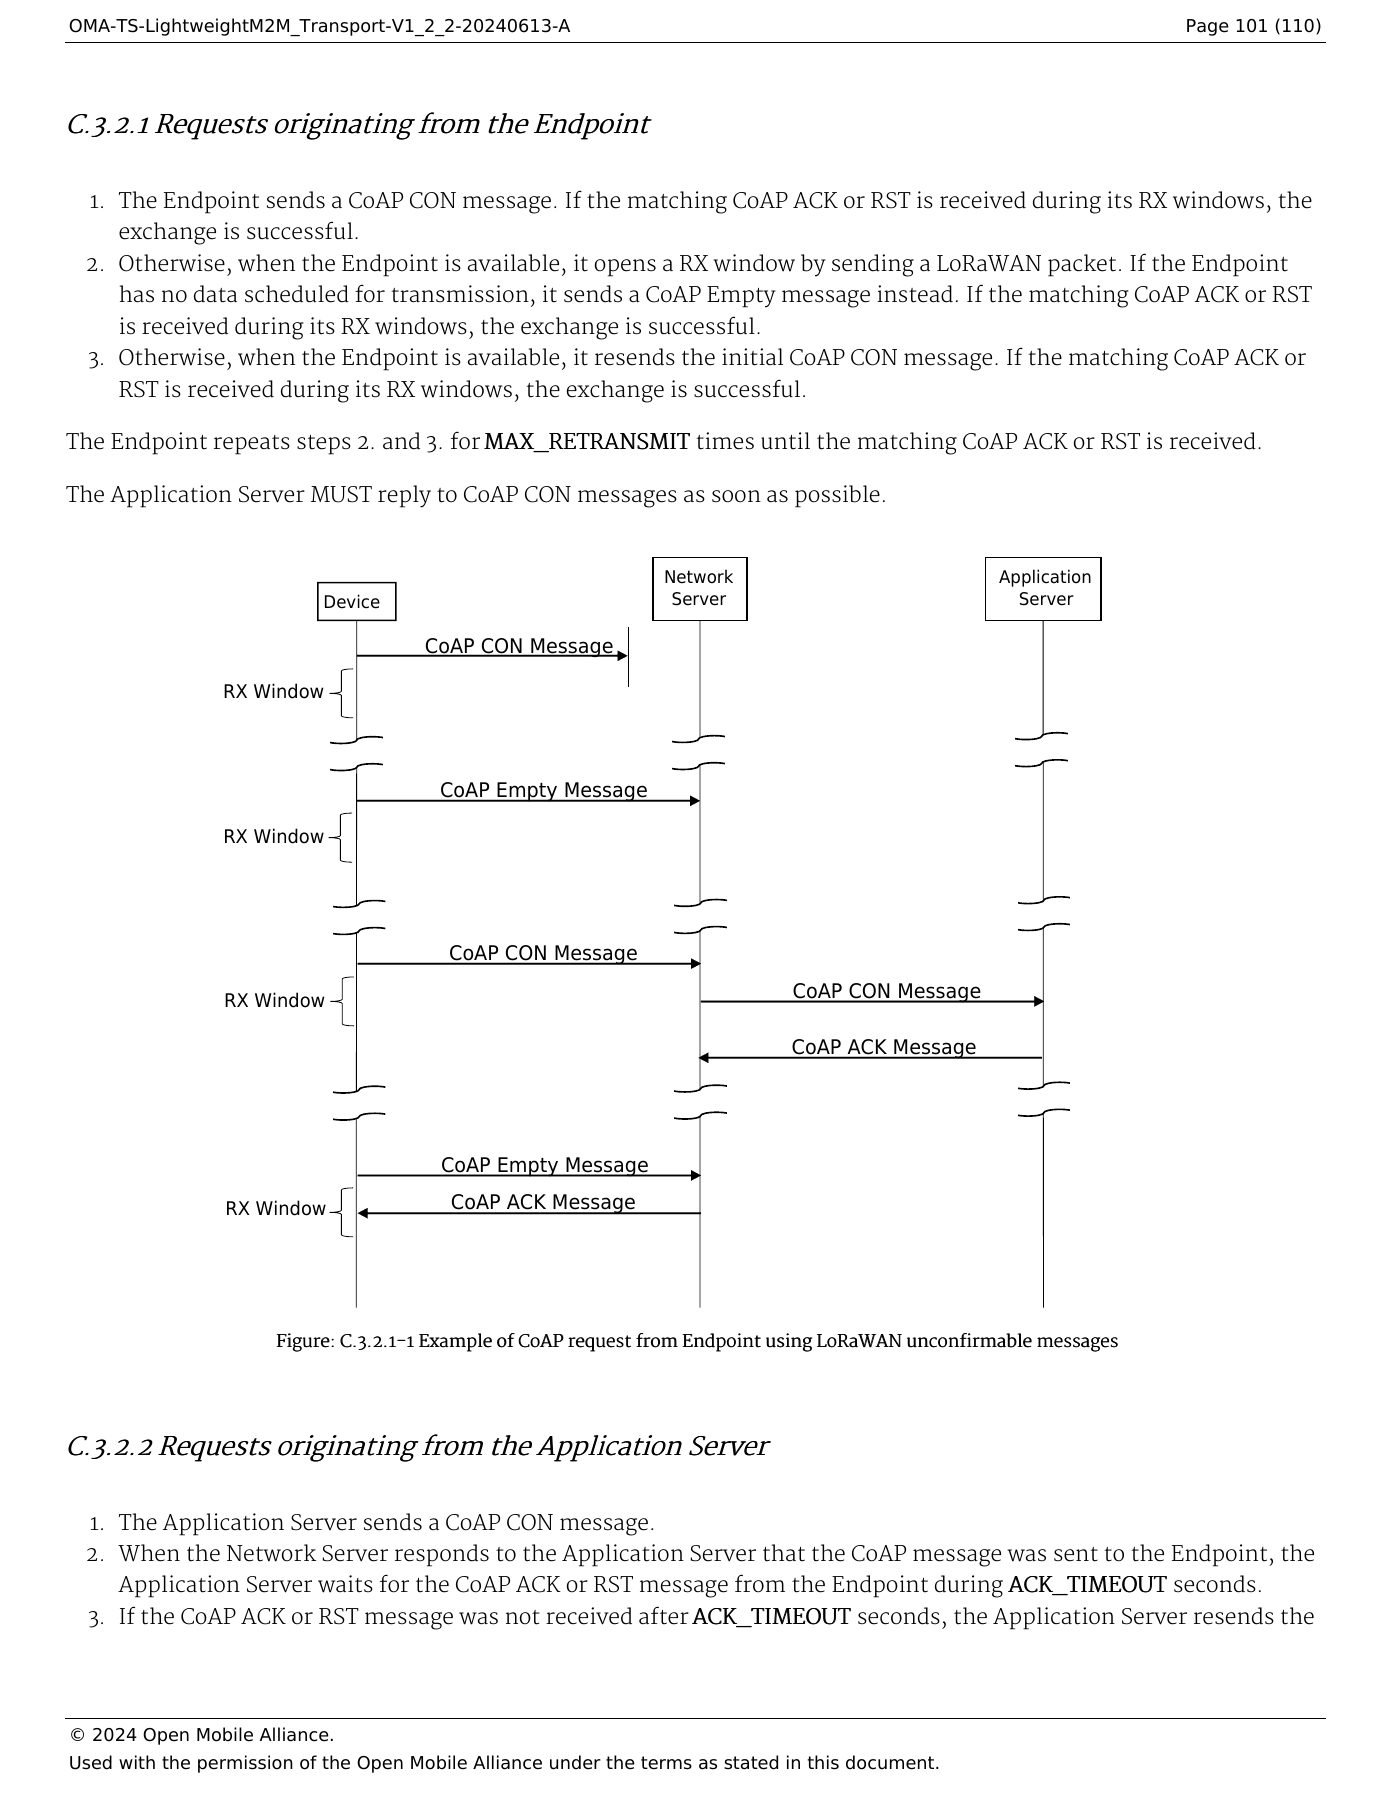 OMA-TS-LightweightM2M_Transport-V1_2_2-20240613-A Page 101 (110)
C.3.2.1 Requests originating from the Endpoint
1. The Endpoint sends a CoAP CON message. If the matching CoAP ACK or RST is received during its RX windows, the
exchange is successful.
2. Otherwise, when the Endpoint is available, it opens a RX window by sending a LoRaWAN packet. If the Endpoint
has no data scheduled for transmission, it sends a CoAP Empty message instead. If the matching CoAP ACK or RST
is received during its RX windows, the exchange is successful.
3. Otherwise, when the Endpoint is available, it resends the initial CoAP CON message. If the matching CoAP ACK or
RST is received during its RX windows, the exchange is successful.
The Endpoint repeats steps 2. and 3. for MAX_RETRANSMIT times until the matching CoAP ACK or RST is received.
The Application Server MUST reply to CoAP CON messages as soon as possible.
Device
Network
Server
Application
Server
CoAP CON Message
RX Window
CoAP Empty Message
RX Window
CoAP CON Message
CoAP CON Message
RX Window
CoAP ACK Message
CoAP Empty Message
CoAP ACK Message
RX Window
Figure: C.3.2.1-1 Example of CoAP request from Endpoint using LoRaWAN unconfirmable messages
C.3.2.2 Requests originating from the Application Server
1. The Application Server sends a CoAP CON message.
2. When the Network Server responds to the Application Server that the CoAP message was sent to the Endpoint, the
Application Server waits for the CoAP ACK or RST message from the Endpoint during ACK_TIMEOUT seconds.
3. If the CoAP ACK or RST message was not received after ACK_TIMEOUT seconds, the Application Server resends the
© 2024 Open Mobile Alliance.
Used with the permission of the Open Mobile Alliance under the terms as stated in this document.